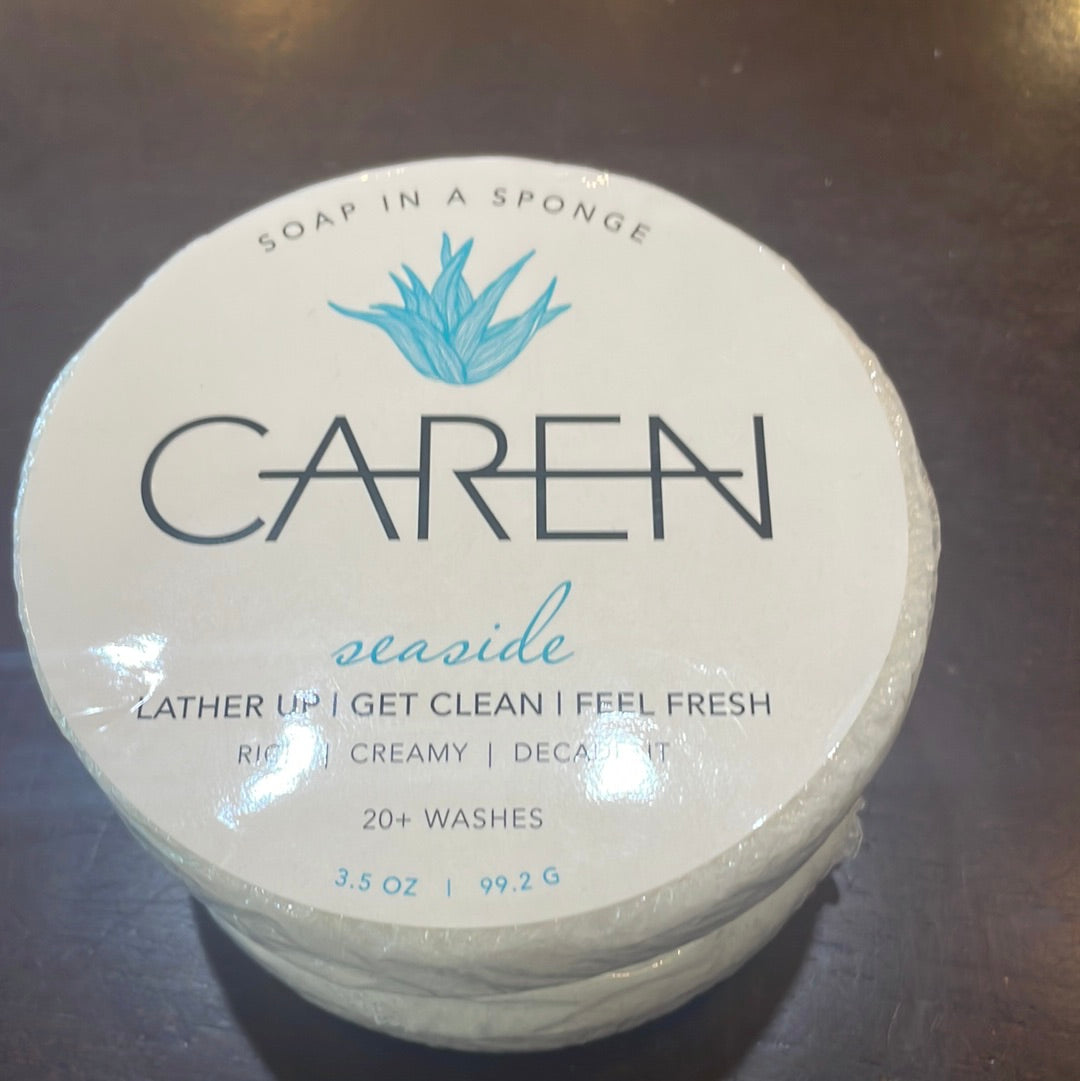 SOAP IN A SPONGE
CAREN
seaside
LATHER UP | GET CLEAN | FEEL FRESH
| CREAMY |
20+ WASHES
3.5 OZ | 99.2 G